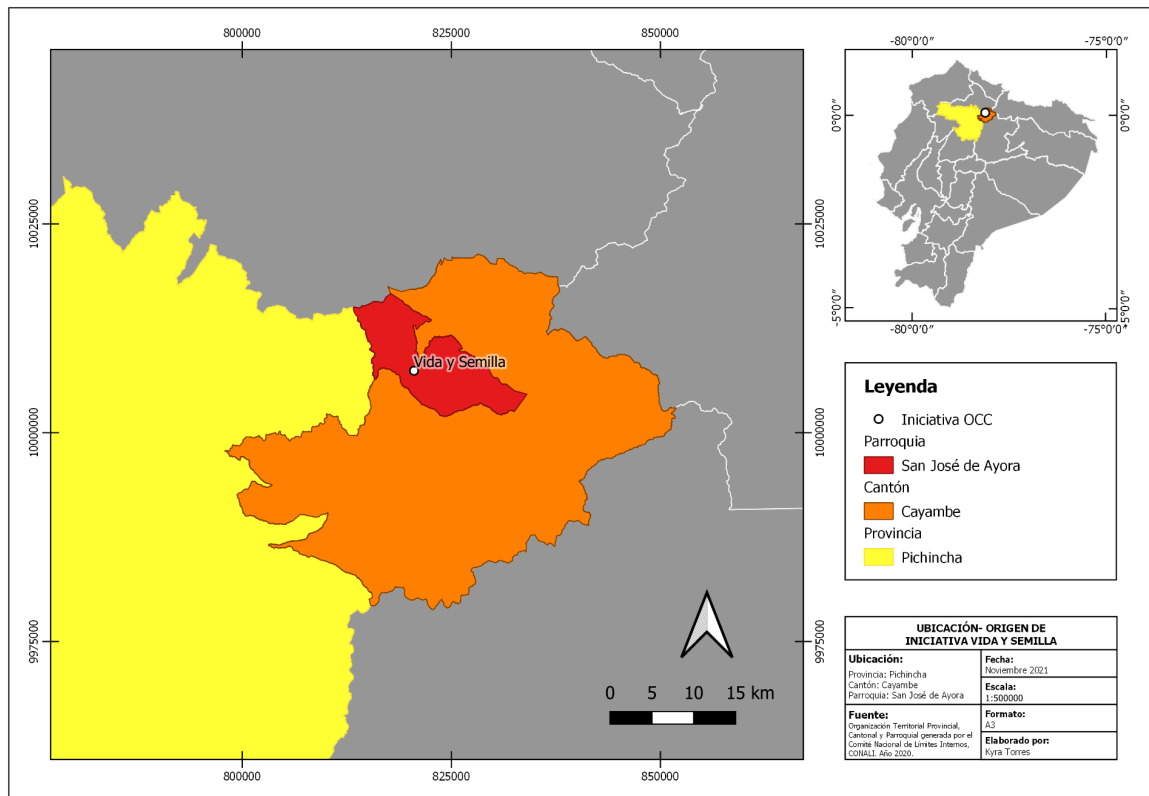 800000
825000
850000
10025000
10000000
9975000
10025000
10000000
9975000
Vida y Semilla
0 5 10 15 km
800000
825000
850000
-80°0′0″
-75°0′0″
0°0′0″
-5°0′0″
0°0′0″
-5°0′0″
-80°0′0″
-75°0′0″
Leyenda
Iniciativa OCC
Parroquia
San José de Ayora
Cantón
Cayambe
Provincia
Pichincha
UBICACIÓN- ORIGEN DE
INICIATIVA VIDA Y SEMILLA
Ubicación:
Provincia: Pichincha
Cantón: Cayambe
Parroquia: San José de Ayora
Fecha:
Noviembre 2021
Escala:
1:500000
Fuente:
Organización Territorial Provincial,
Cantonal y Parroquial generada por el
Comité Nacional de Límites Internos,
CONALI. Año 2020.
Formato:
A3
Elaborado por:
Kyra Torres